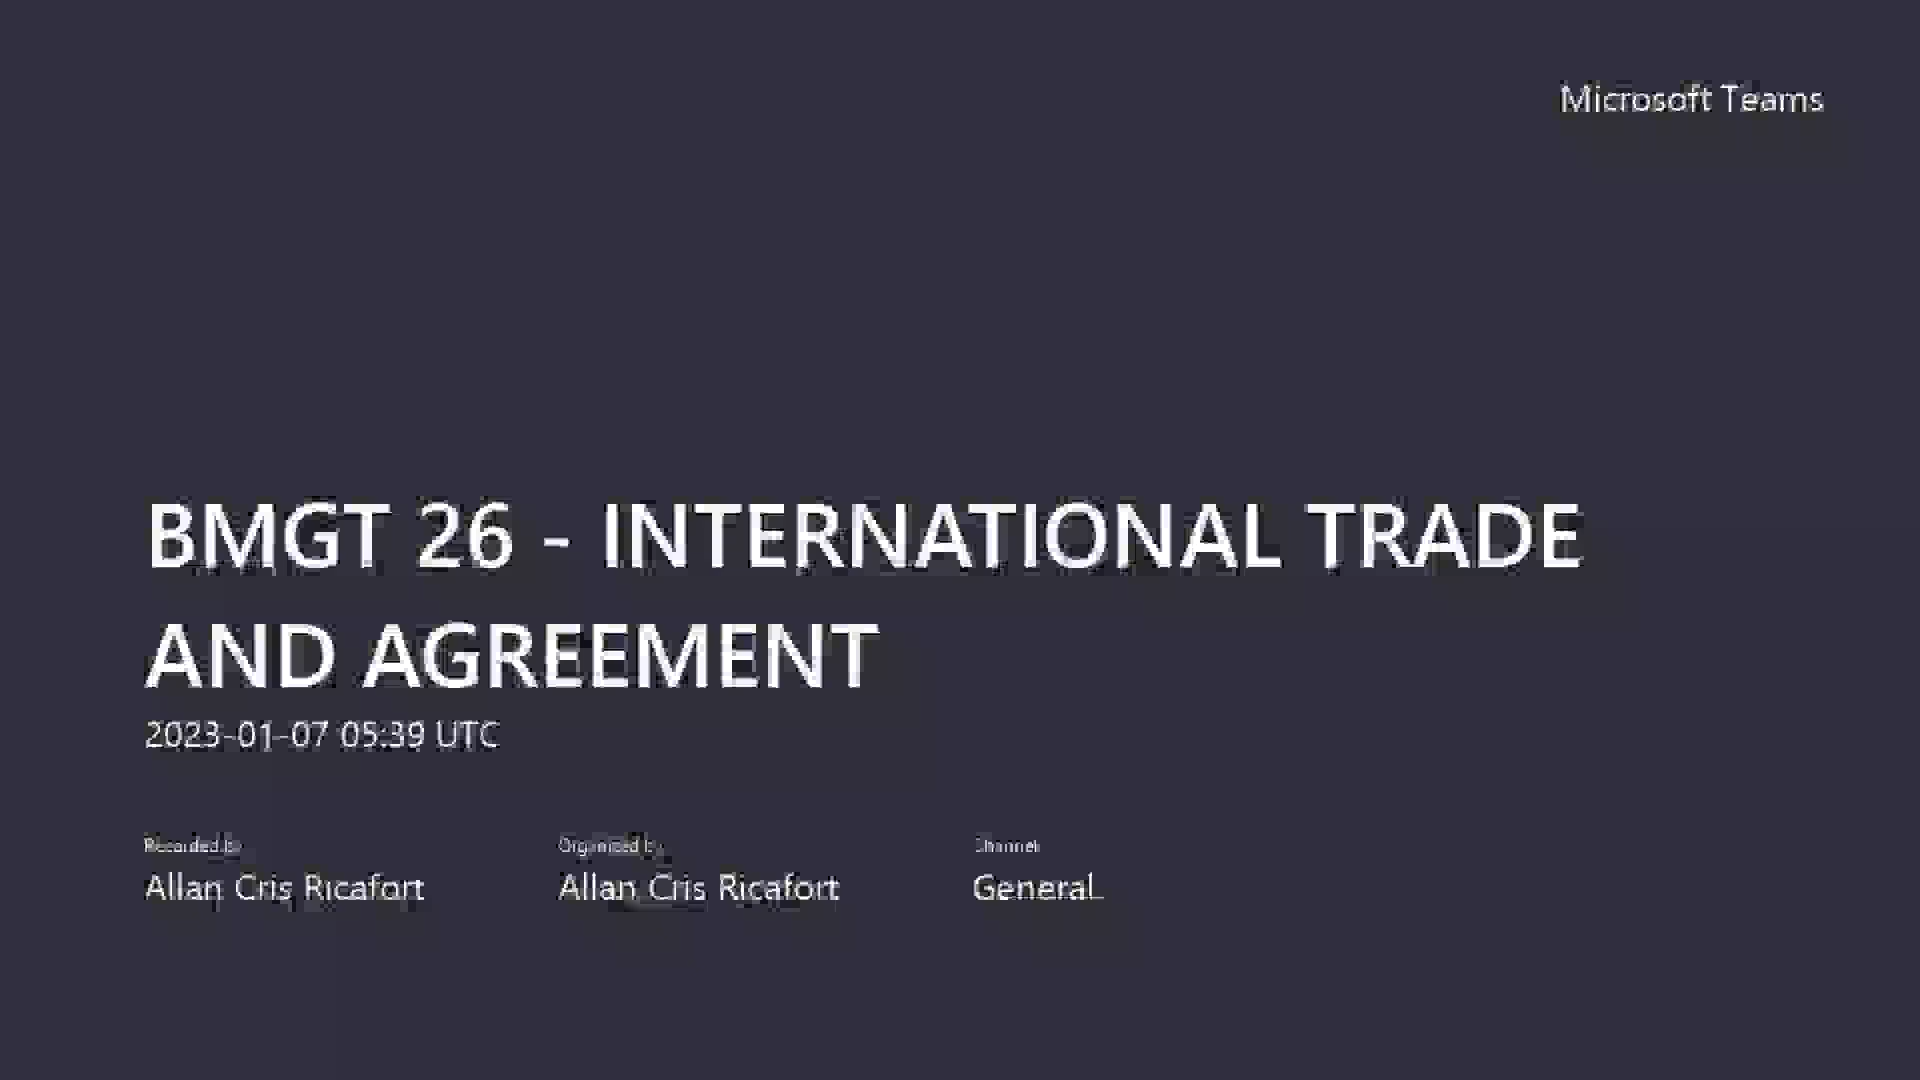 Microsoft Teams
BMGT 26 - INTERNATIONAL TRADE
AND AGREEMENT
2023-01-07 05:39 UTC
Recorded by
Organized by
Channel
Allan Cris Ricafort
Allan Cris Ricafort
General